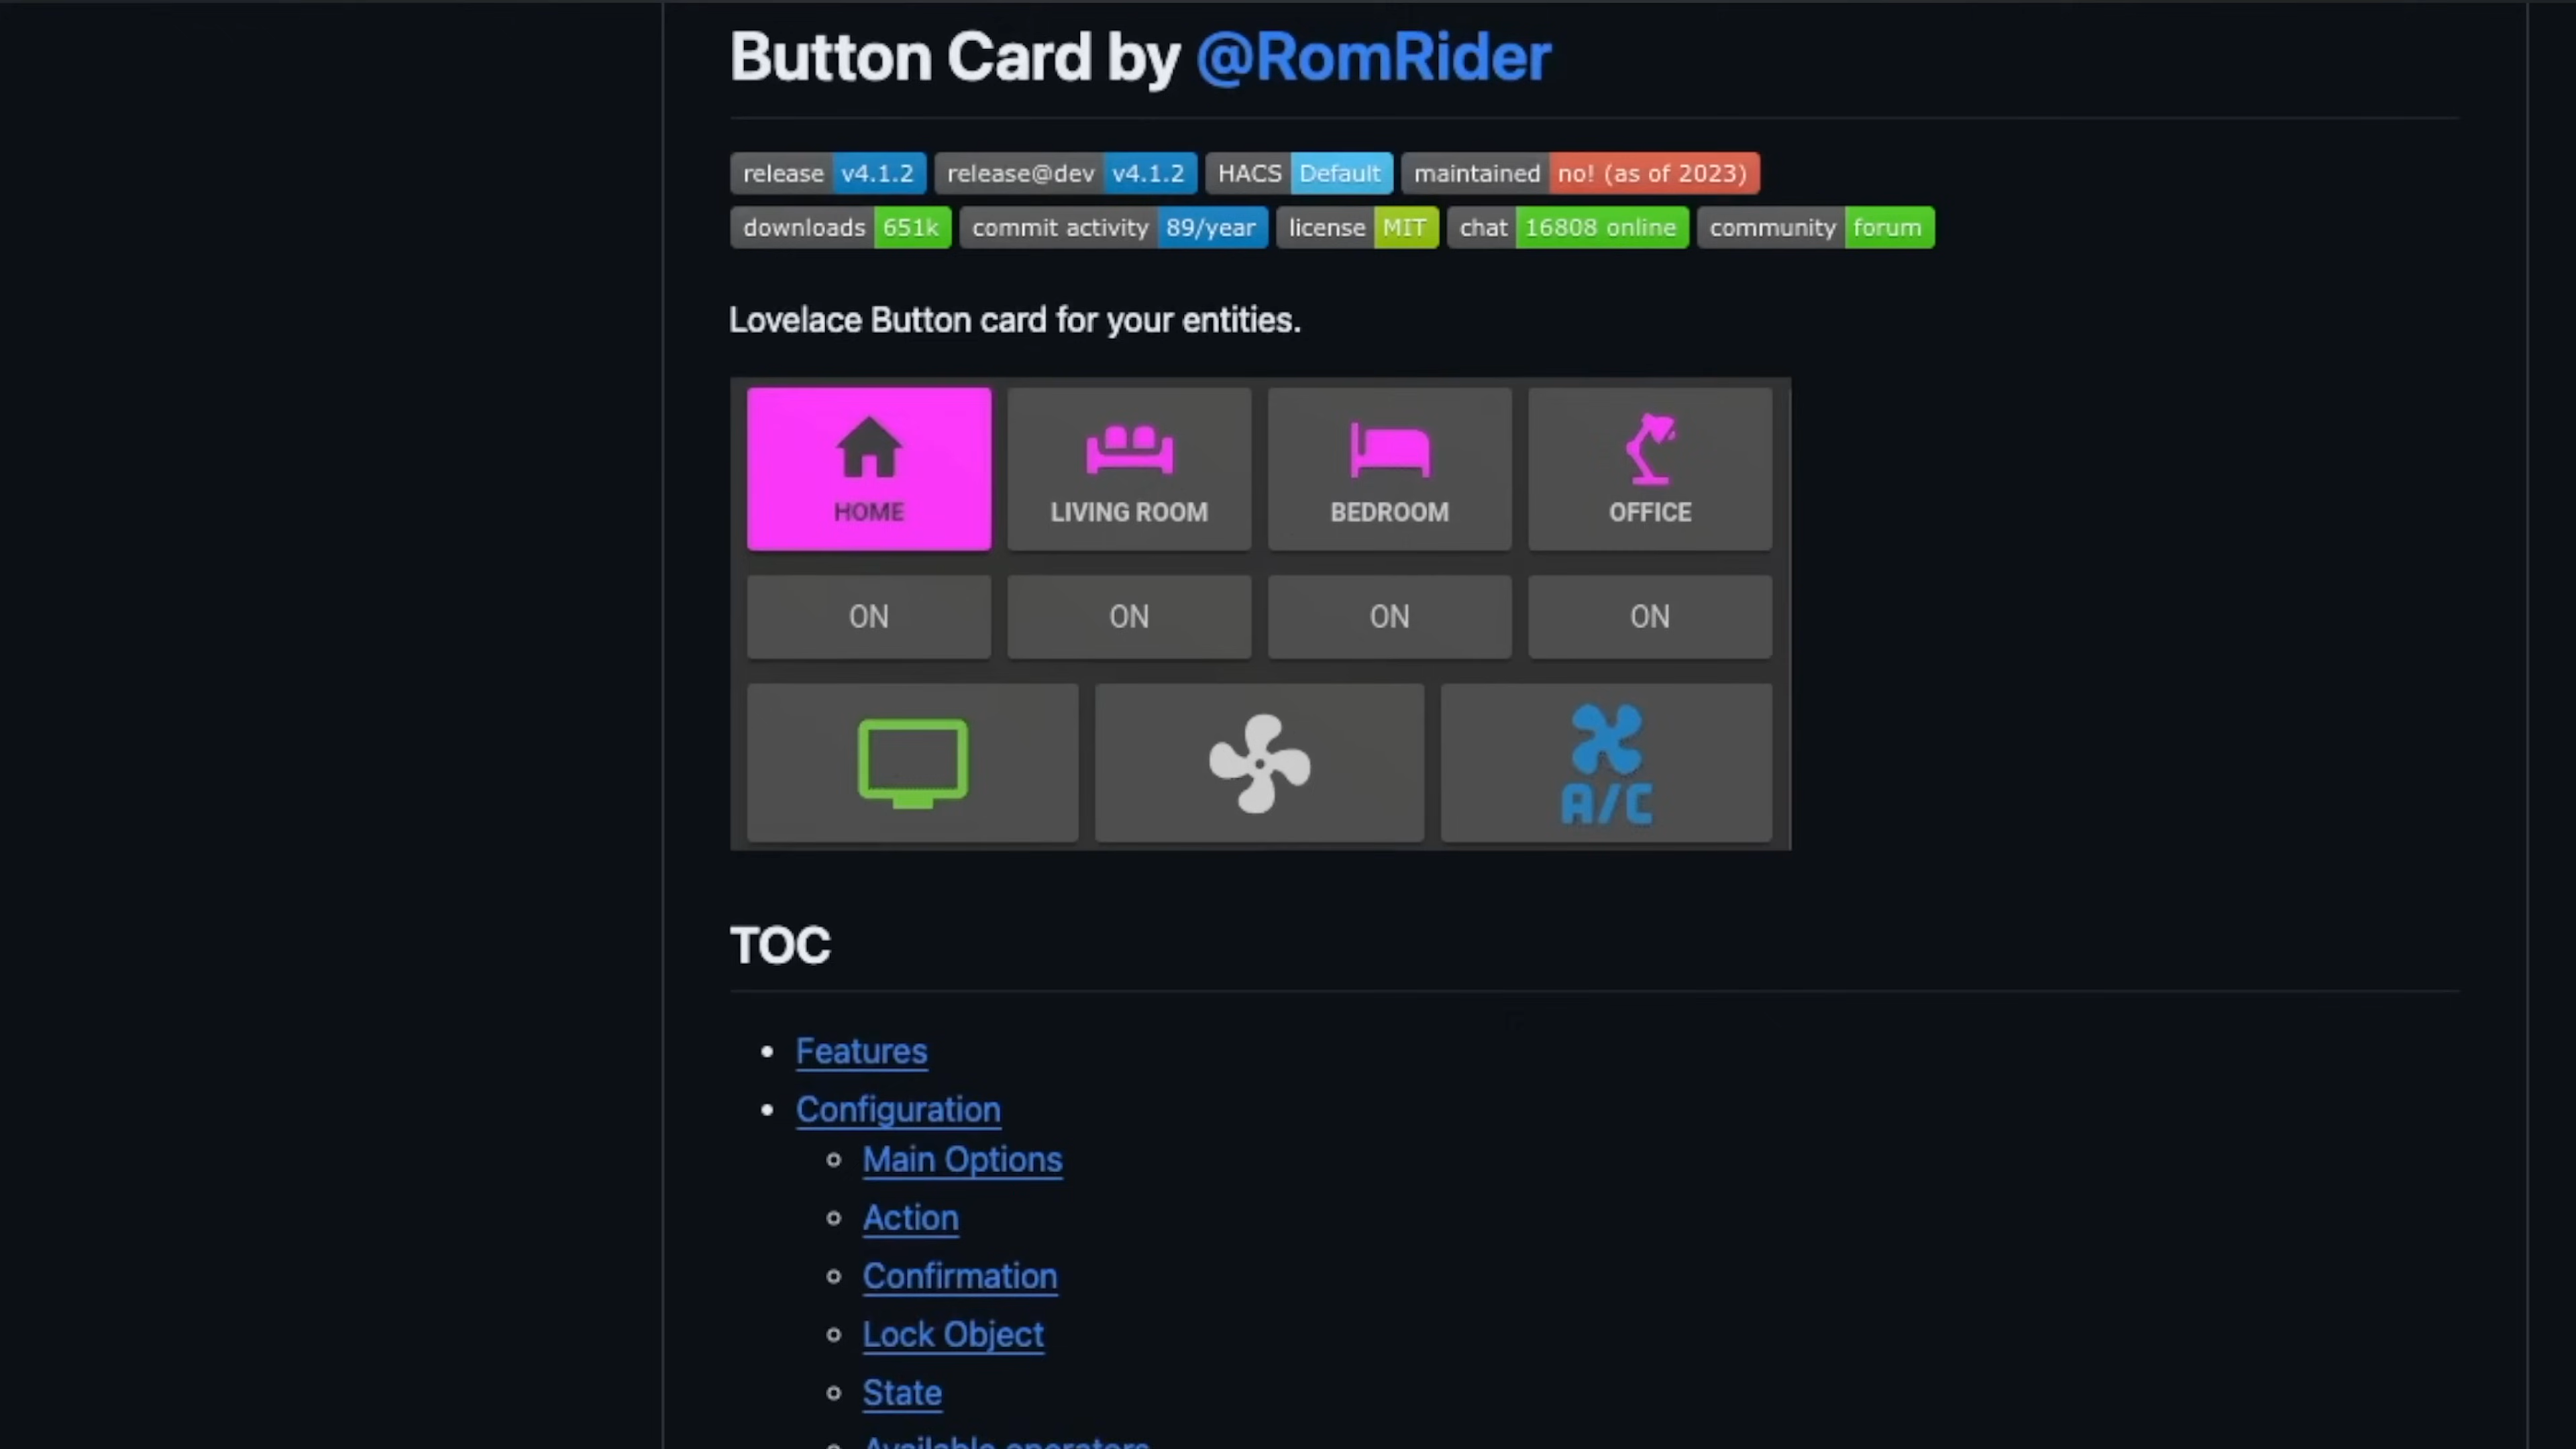 Button Card by @RomRider
release v4.1.2 release@dev v4.1.2 HACS Default maintained no! (as of 2023)
downloads 651k commit activity 89/year license MIT chat 16808 online community forum
Lovelace Button card for your entities.
HOME LIVING ROOM BEDROOM OFFICE
ON ON ON ON
A/C
TOC
Features
Configuration
Main Options
Action
Confirmation
Lock Object
State
Available operators